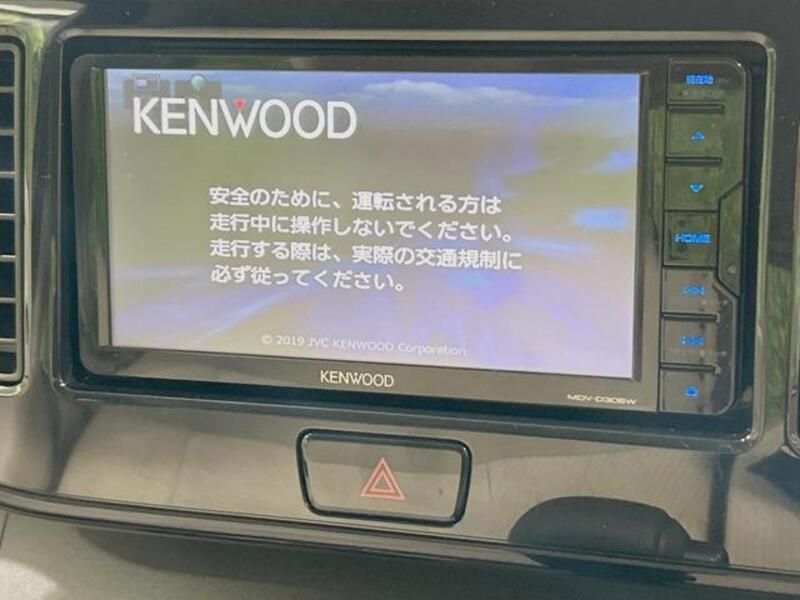 KENWOOD
安全のために、運転される方は
走行中に操作しないでください。
走行する際は、実際の交通規制に
必ず従ってください。
© 2019 JVC KENWOOD Corporation
KENWOOD
MDV-D306W
現在地
HOME